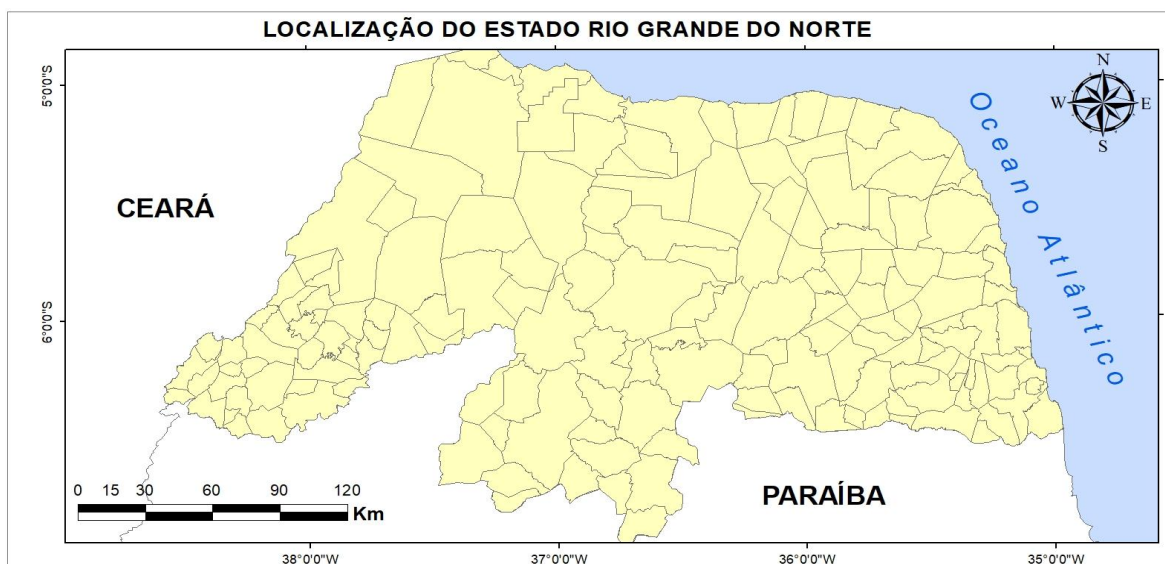 LOCALIZAÇÃO DO ESTADO RIO GRANDE DO NORTE
5°0'0"S
6°0'0"S
N
W
E
S
CEARÁ
Oceano Atlântico
PARAÍBA
0 15 30 60 90 120
Km
38°0'0"W 37°0'0"W 36°0'0"W 35°0'0"W